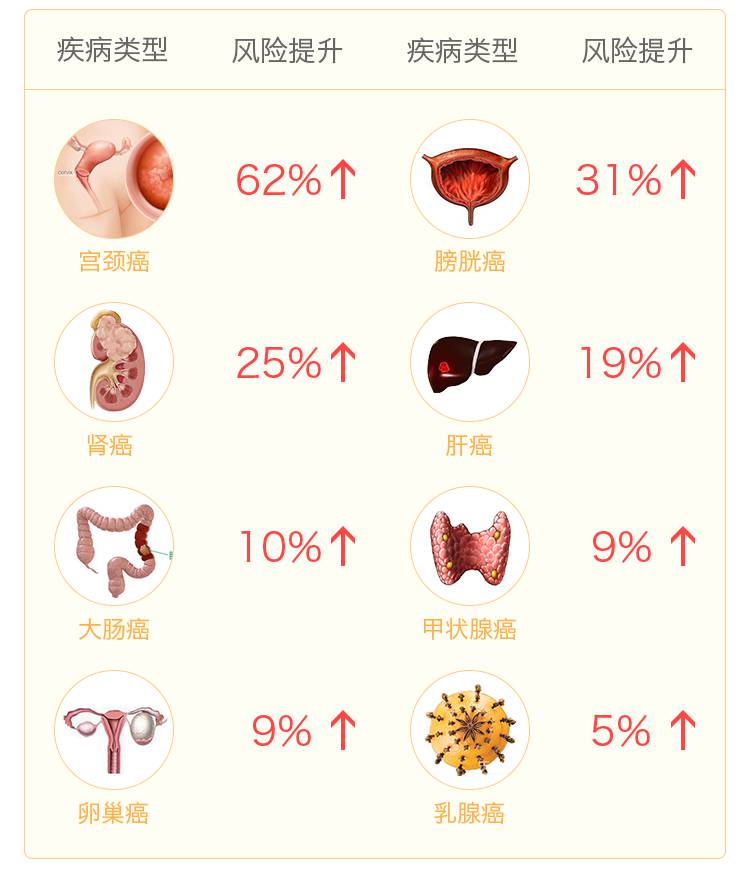 疾病类型 风险提升 疾病类型 风险提升
cervix
62% 31%
宫颈癌 膀胱癌
25% 19%
肾癌 肝癌
10% 9%
大肠癌 甲状腺癌
9% 5%
卵巢癌 乳腺癌